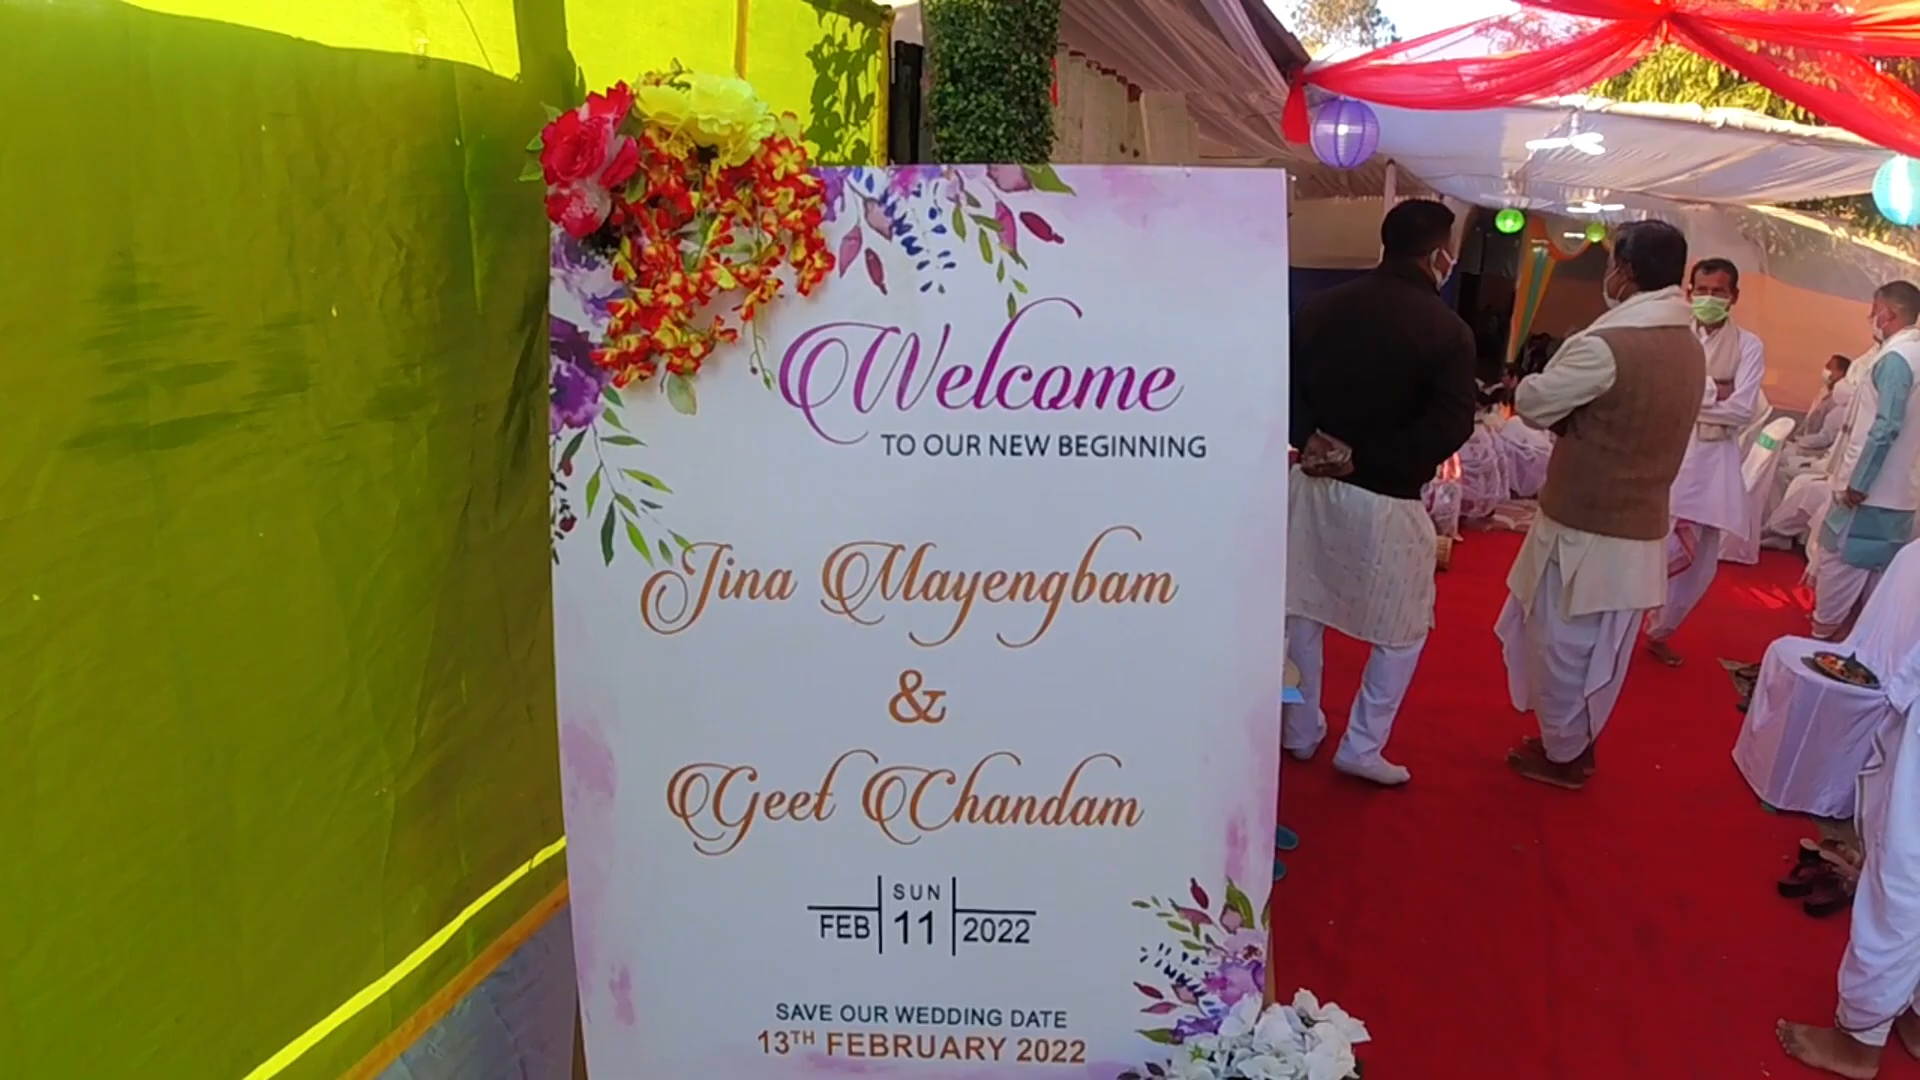 Welcome
TO OUR NEW BEGINNING
Jina Mayengbam
&
Geet Chandam
SUN
FEB 11 2022
SAVE OUR WEDDING DATE
13TH FEBRUARY 2022